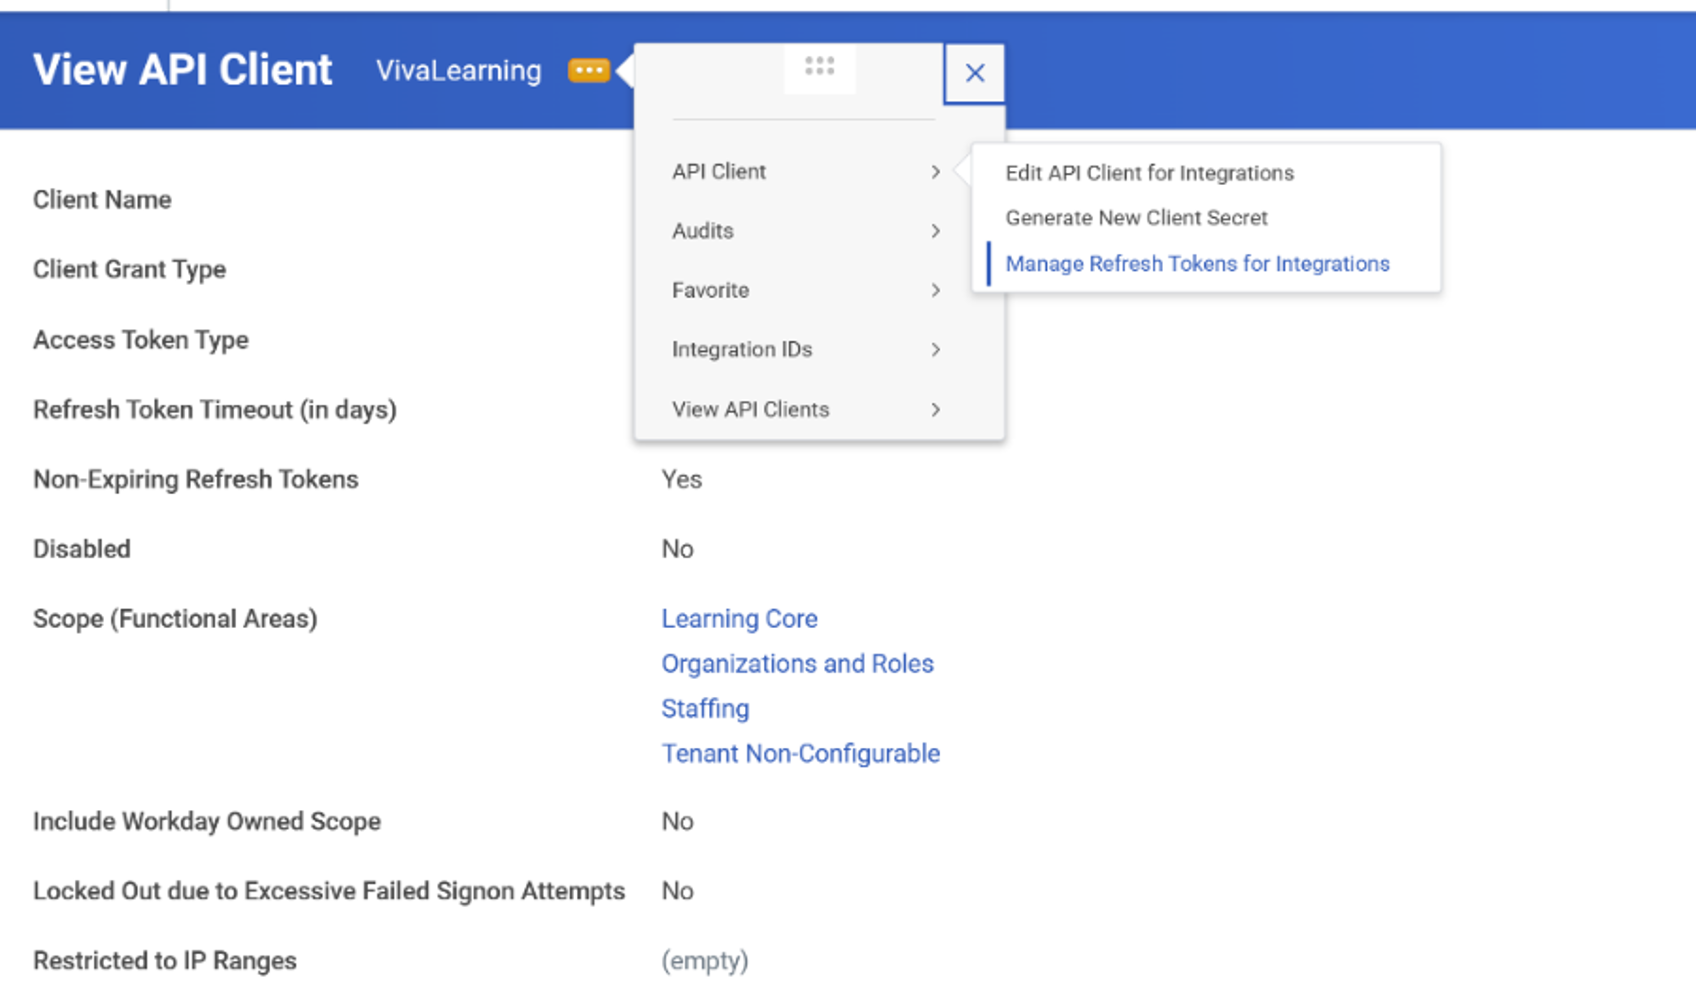 View API Client VivaLearning
API Client
Edit API Client for Integrations
Generate New Client Secret
Manage Refresh Tokens for Integrations
Audits
Favorite
Integration IDs
View API Clients
Client Name
Client Grant Type
Access Token Type
Refresh Token Timeout (in days)
Non-Expiring Refresh Tokens Yes
Disabled No
Scope (Functional Areas) Learning Core
Organizations and Roles
Staffing
Tenant Non-Configurable
Include Workday Owned Scope No
Locked Out due to Excessive Failed Signon Attempts No
Restricted to IP Ranges (empty)